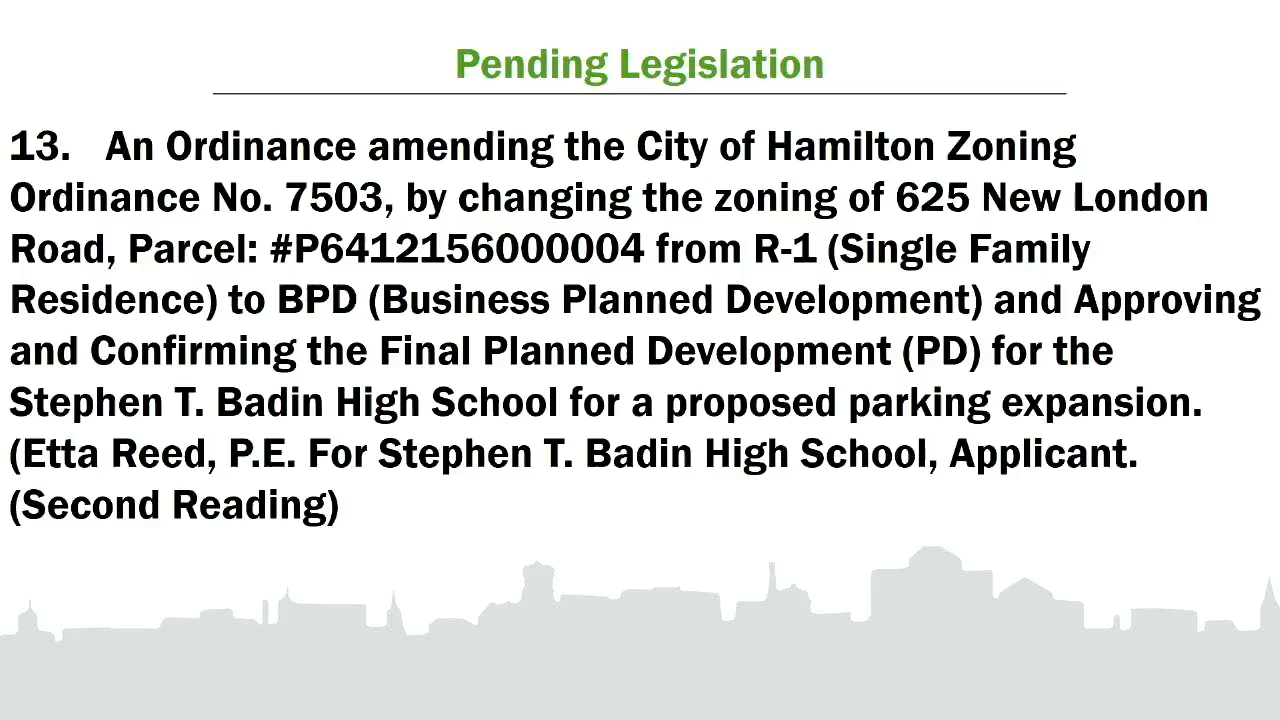 Pending Legislation
13. An Ordinance amending the City of Hamilton Zoning
Ordinance No. 7503, by changing the zoning of 625 New London
Road, Parcel: #P6412156000004 from R-1 (Single Family
Residence) to BPD (Business Planned Development) and Approving
and Confirming the Final Planned Development (PD) for the
Stephen T. Badin High School for a proposed parking expansion.
(Etta Reed, P.E. For Stephen T. Badin High School, Applicant.
(Second Reading)